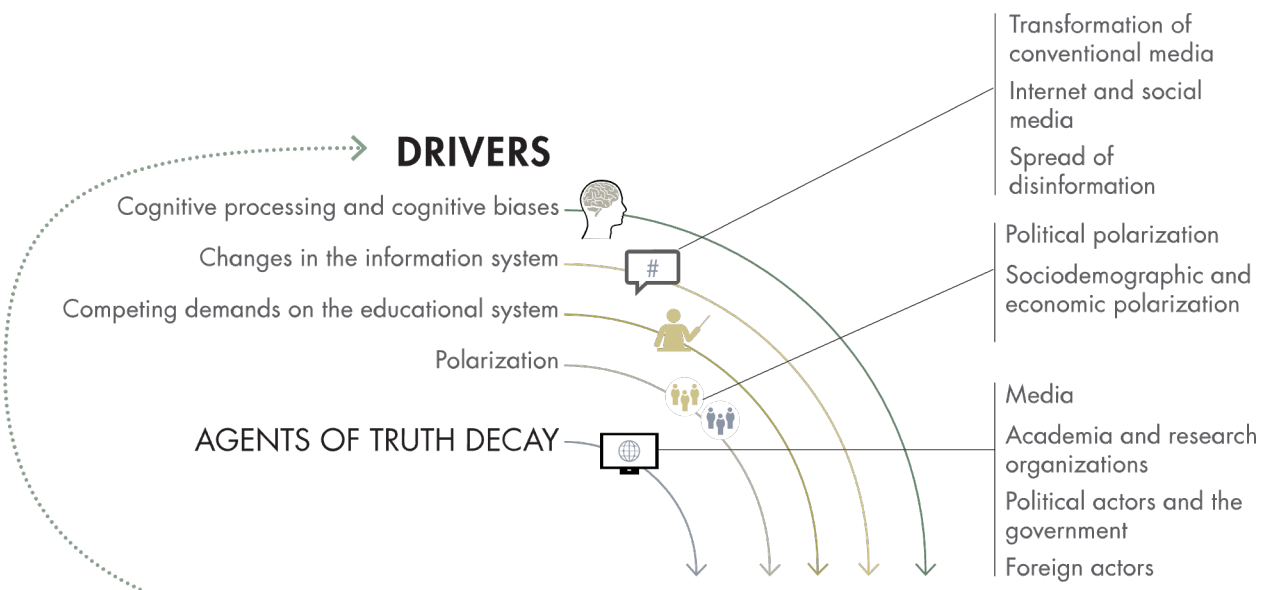 DRIVERS
Cognitive processing and cognitive biases
Changes in the information system
#
Competing demands on the educational system
Polarization
AGENTS OF TRUTH DECAY
Transformation of
conventional media
Internet and social
media
Spread of
disinformation
Political polarization
Sociodemographic and
economic polarization
Media
Academia and research
organizations
Political actors and the
government
Foreign actors